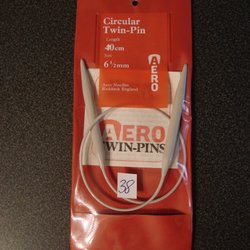 Circular
Twin-Pin
Length
40cm
Size
6½mm
AERO
Aero Needles
Redditch England
AERO
TWIN-PINS
38